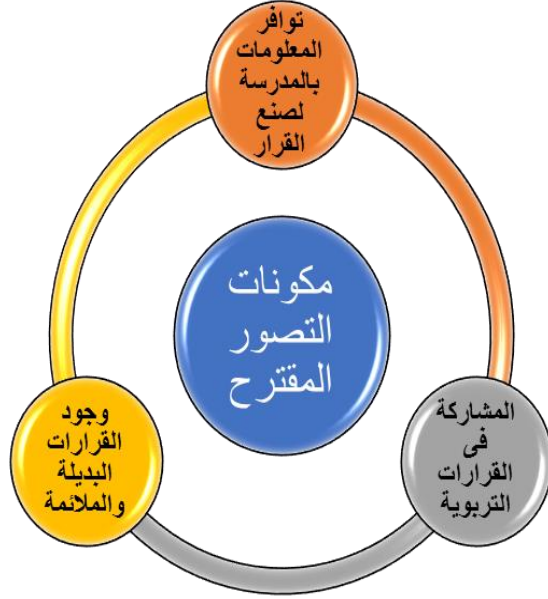 توافر
المعلومات
بالمدرسة
لصنع
القرار
مكونات
التصور
المقترح
المشاركة
فى
القرارات
التربوية
وجود
القرارات
البديلة
والملائمة